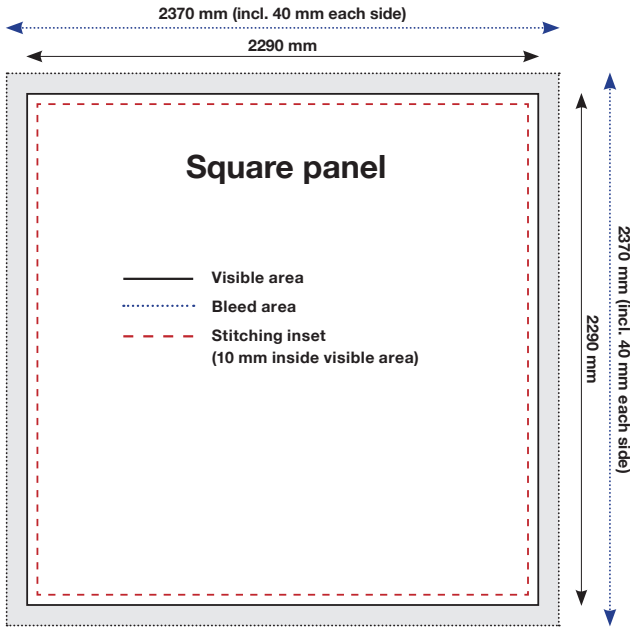 2370 mm (incl. 40 mm each side)
2290 mm
Square panel
Visible area
Bleed area
Stitching inset
(10 mm inside visible area)
2290 mm
2370 mm (incl. 40 mm each side)